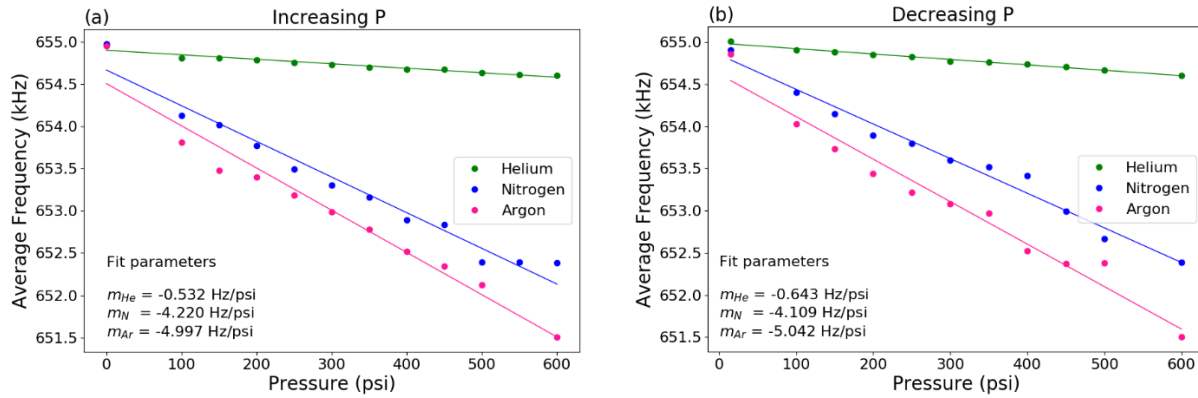 (a)
Increasing P
655.0
654.5
654.0
653.5
653.0
652.5
652.0
651.5
Average Frequency (kHz)
Helium
Nitrogen
Argon
Fit parameters
m_He = -0.532 Hz/psi
m_N = -4.220 Hz/psi
m_Ar = -4.997 Hz/psi
0 100 200 300 400 500 600
Pressure (psi)
(b)
Decreasing P
655.0
654.5
654.0
653.5
653.0
652.5
652.0
651.5
Average Frequency (kHz)
Helium
Nitrogen
Argon
Fit parameters
m_He = -0.643 Hz/psi
m_N = -4.109 Hz/psi
m_Ar = -5.042 Hz/psi
0 100 200 300 400 500 600
Pressure (psi)